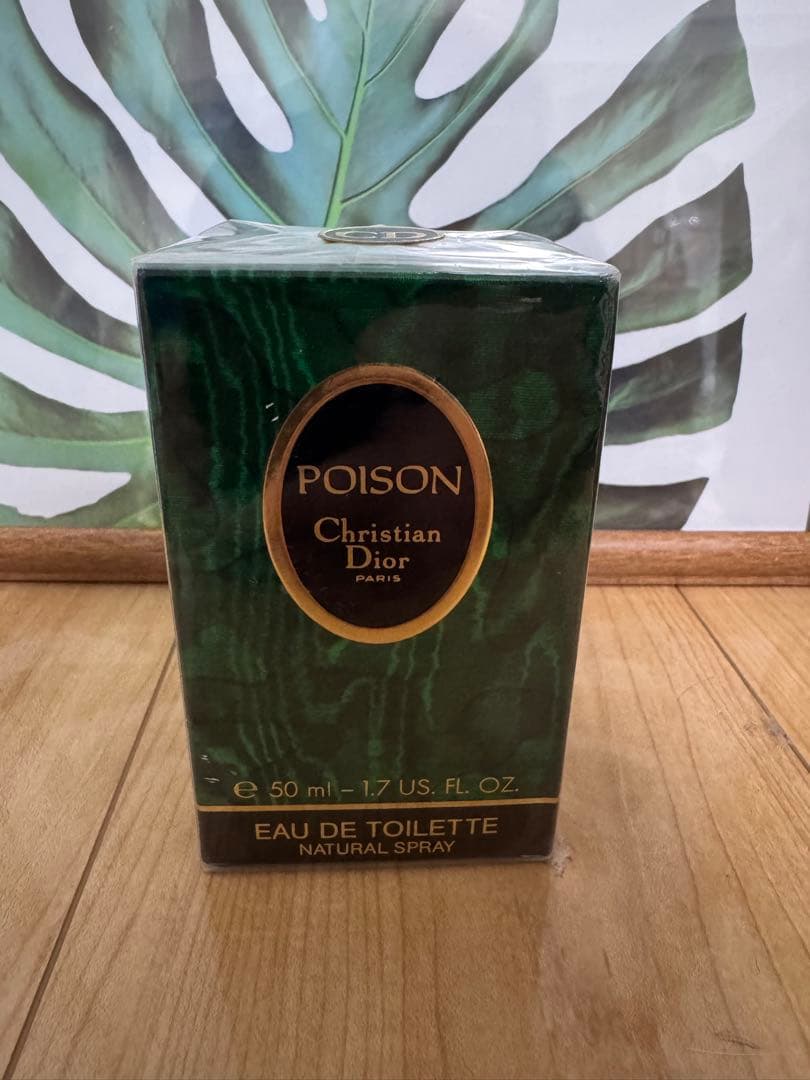 CD
POISON
Christian
Dior
PARIS
e 50 ml – 1.7 US. FL. OZ.
EAU DE TOILETTE
NATURAL SPRAY